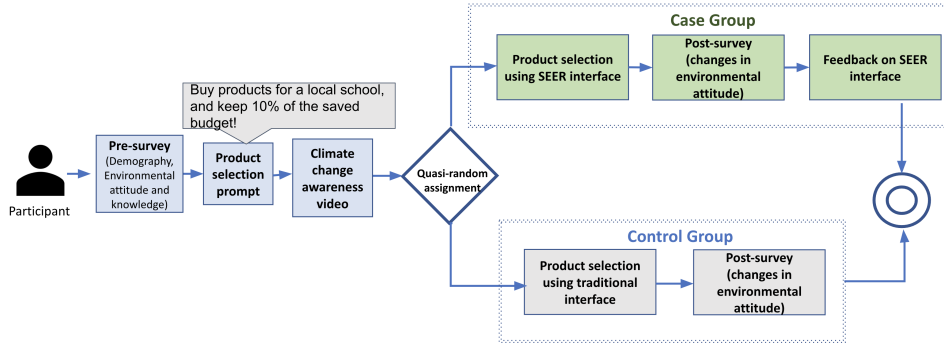 Case Group
Product selection
using SEER interface
Post-survey
(changes in
environmental
attitude)
Feedback on SEER
interface
Buy products for a local school,
and keep 10% of the saved
budget!
Participant
Pre-survey
(Demography,
Environmental
attitude and
knowledge)
Product
selection
prompt
Climate
change
awareness
video
Quasi-random
assignment
Control Group
Product selection
using traditional
interface
Post-survey
(changes in
environmental
attitude)